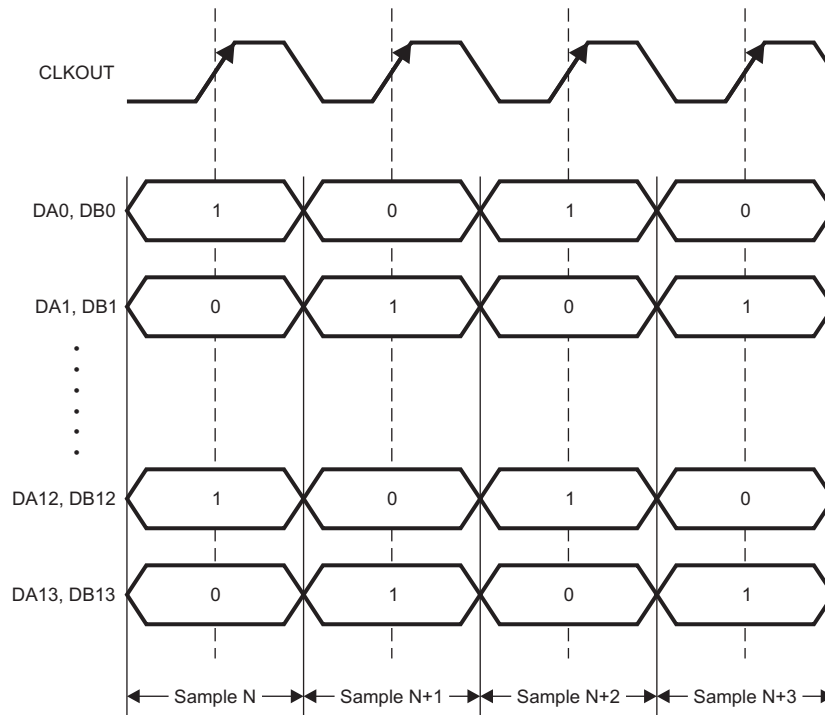 CLKOUT
DA0, DB0 1 0 1 0
DA1, DB1 0 1 0 1
DA12, DB12 1 0 1 0
DA13, DB13 0 1 0 1
Sample N Sample N+1 Sample N+2 Sample N+3